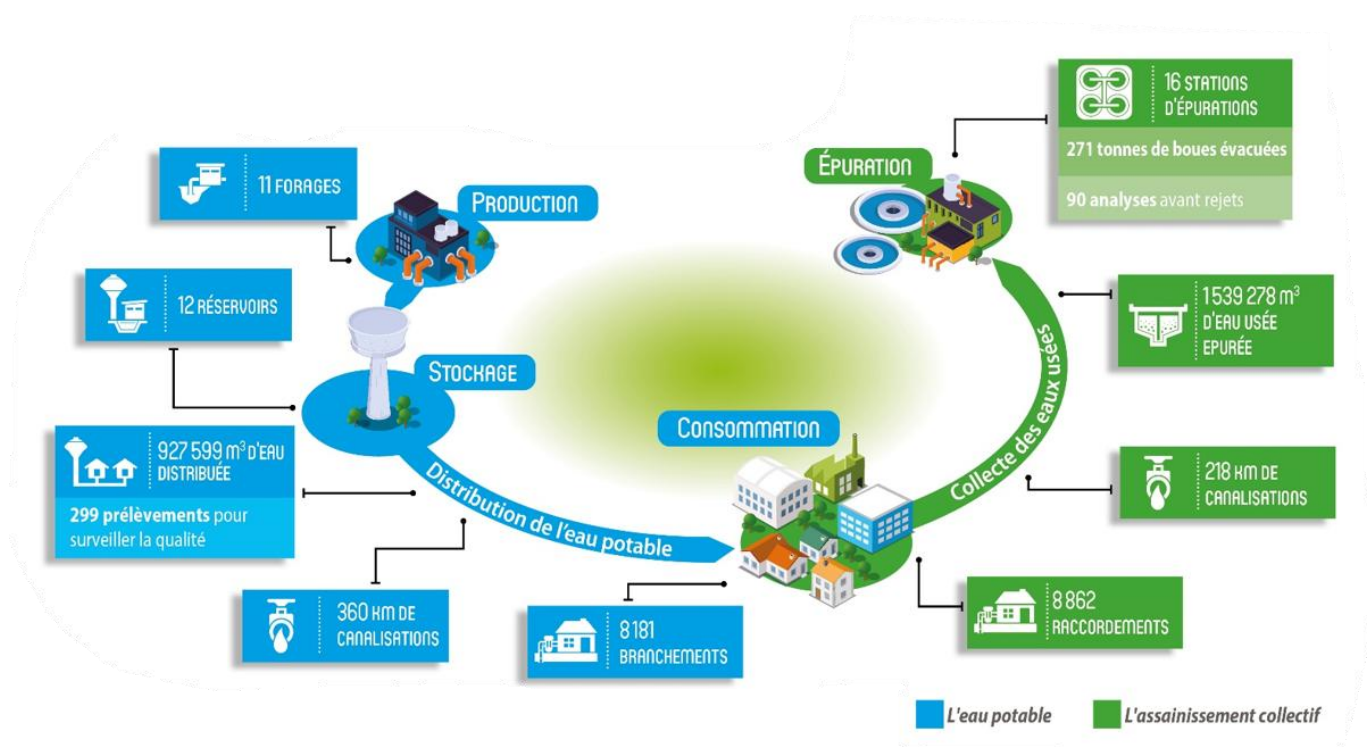 11 FORAGES
PRODUCTION
12 RÉSERVOIRS
STOCKAGE
927 599 m³ D'EAU
DISTRIBUÉE
299 prélèvements pour
surveiller la qualité
Distribution de l'eau potable
360 KM DE
CANALISATIONS
8 181
BRANCHEMENTS
CONSOMMATION
8 862
RACCORDEMENTS
Collecte des eaux usées
218 KM DE
CANALISATIONS
1 539 278 m³
D'EAU USÉE
EPURÉE
ÉPURATION
16 STATIONS
D'ÉPURATIONS
271 tonnes de boues évacuées
90 analyses avant rejets
L'eau potable
L'assainissement collectif